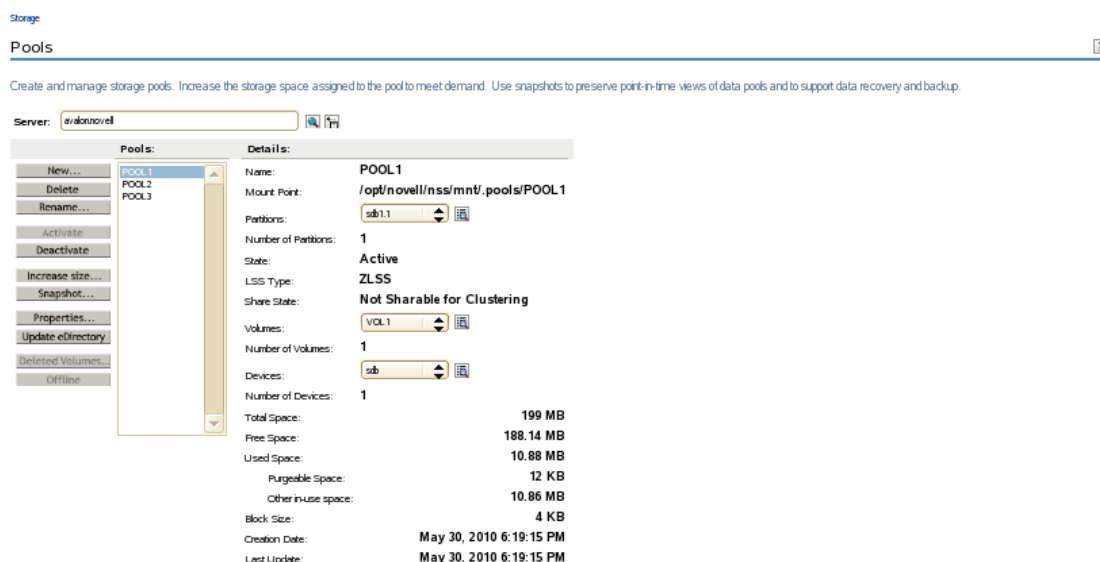 Storage
Pools
Create and manage storage pools. Increase the storage space assigned to the pool to meet demand. Use snapshots to preserve point-in-time views of data pools and to support data recovery and backup.
Server: avalonnovell
Pools: Details:
New...
Delete
Rename...
Activate
Deactivate
Increase size...
Snapshot...
Properties...
Update eDirectory
Deleted Volumes...
Offline
POOL1
POOL2
POOL3
Name: POOL1
Mount Point: /opt/novell/nss/mnt/.pools/POOL1
Partitions: sdb1.1
Number of Partitions: 1
State: Active
LSS Type: ZLSS
Share State: Not Sharable for Clustering
Volumes: VOL1
Number of Volumes: 1
Devices: sdb
Number of Devices: 1
Total Space: 199 MB
Free Space: 188.14 MB
Used Space: 10.88 MB
Purgeable Space: 12 KB
Other in-use space: 10.86 MB
Block Size: 4 KB
Creation Date: May 30, 2010 6:19:15 PM
Last Update: May 30, 2010 6:19:15 PM